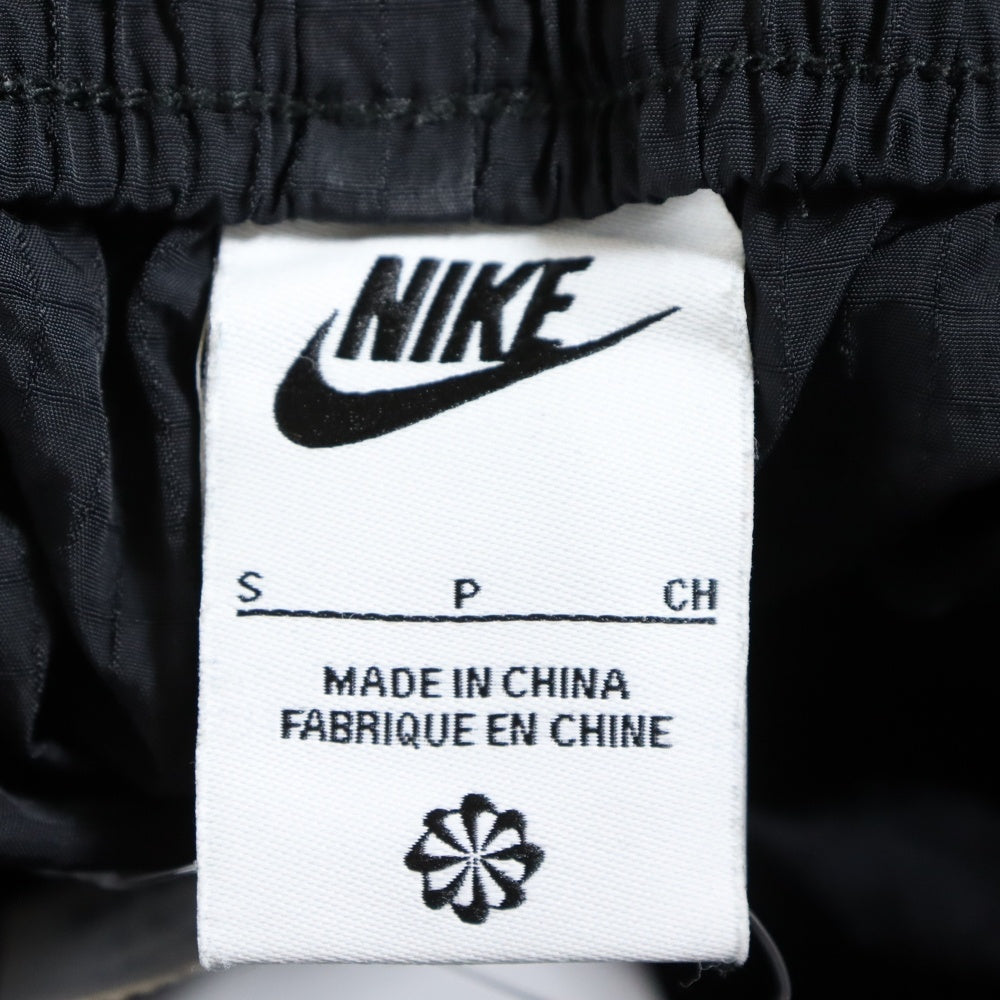 NIKE
S P CH
MADE IN CHINA
FABRIQUE EN CHINE